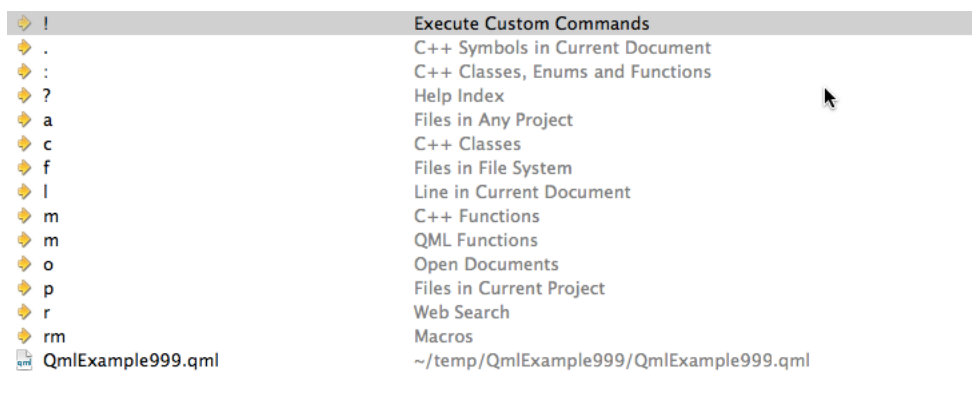 ! Execute Custom Commands
. C++ Symbols in Current Document
: C++ Classes, Enums and Functions
? Help Index
a Files in Any Project
c C++ Classes
f Files in File System
l Line in Current Document
m C++ Functions
m QML Functions
o Open Documents
p Files in Current Project
r Web Search
rm Macros
qml QmlExample999.qml ~/temp/QmlExample999/QmlExample999.qml